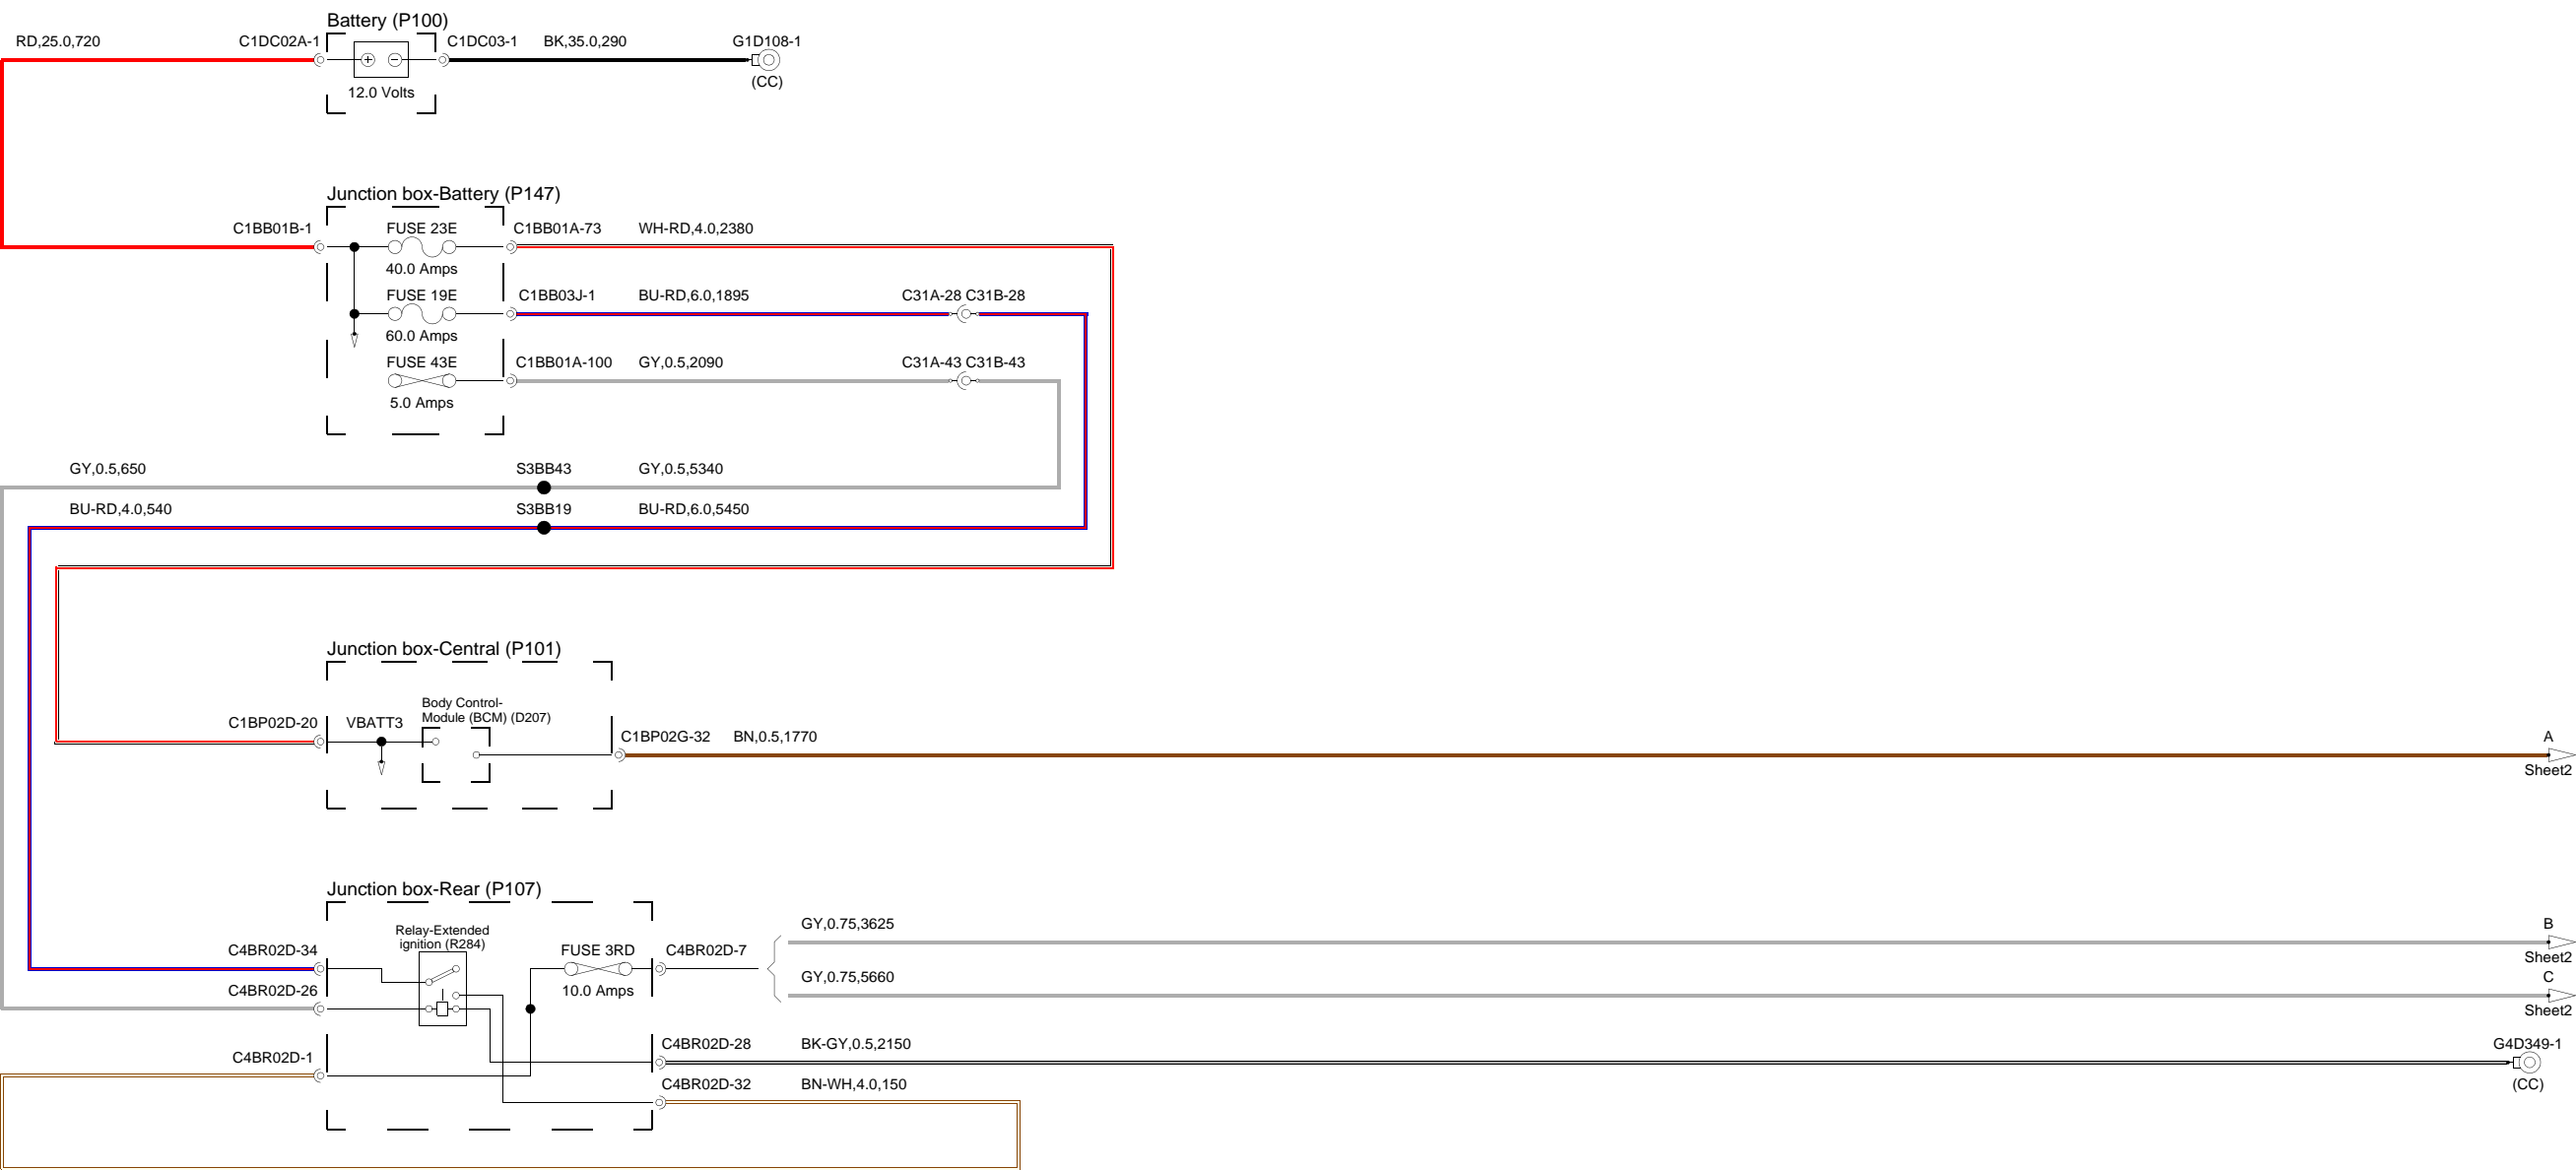 Battery (P100)
RD,25.0,720
C1DC02A-1
C1DC03-1
BK,35.0,290
G1D108-1
(CC)
12.0 Volts
Junction box-Battery (P147)
C1BB01B-1
FUSE 23E
C1BB01A-73
WH-RD,4.0,2380
40.0 Amps
FUSE 19E
C1BB03J-1
BU-RD,6.0,1895
C31A-28 C31B-28
60.0 Amps
FUSE 43E
C1BB01A-100
GY,0.5,2090
C31A-43 C31B-43
5.0 Amps
GY,0.5,650
S3BB43
GY,0.5,5340
BU-RD,4.0,540
S3BB19
BU-RD,6.0,5450
Junction box-Central (P101)
Body Control-
Module (BCM) (D207)
C1BP02D-20
VBATT3
C1BP02G-32
BN,0.5,1770
A
Sheet2
Junction box-Rear (P107)
GY,0.75,3625
B
Sheet2
Relay-Extended
ignition (R284)
C4BR02D-34
FUSE 3RD
C4BR02D-7
10.0 Amps
GY,0.75,5660
C
Sheet2
C4BR02D-26
C4BR02D-28
BK-GY,0.5,2150
G4D349-1
(CC)
C4BR02D-1
C4BR02D-32
BN-WH,4.0,150